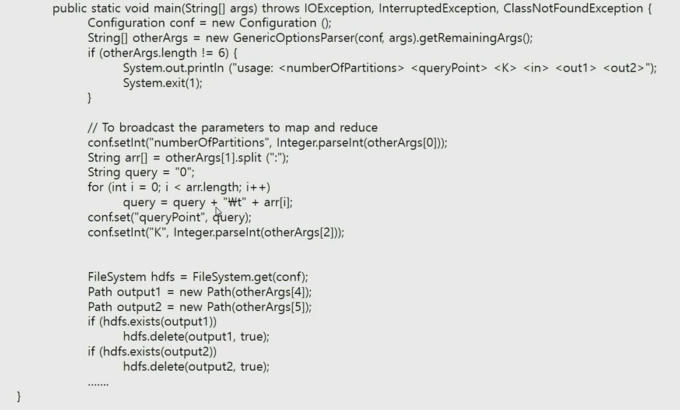 public static void main(String[] args) throws IOException, InterruptedException, ClassNotFoundException {
Configuration conf = new Configuration ();
String[] otherArgs = new GenericOptionsParser(conf, args).getRemainingArgs();
if (otherArgs.length != 6) {
System.out.println ("usage: <numberOfPartitions> <queryPoint> <K> <in> <out1> <out2>");
System.exit(1);
}
// To broadcast the parameters to map and reduce
conf.setInt("numberOfPartitions", Integer.parseInt(otherArgs[0]));
String arr[] = otherArgs[1].split (":");
String query = "0";
for (int i = 0; i < arr.length; i++)
query = query + "₩t" + arr[i];
conf.set("queryPoint", query);
conf.setInt("K", Integer.parseInt(otherArgs[2]));
FileSystem hdfs = FileSystem.get(conf);
Path output1 = new Path(otherArgs[4]);
Path output2 = new Path(otherArgs[5]);
if (hdfs.exists(output1))
hdfs.delete(output1, true);
if (hdfs.exists(output2))
hdfs.delete(output2, true);
.......
}